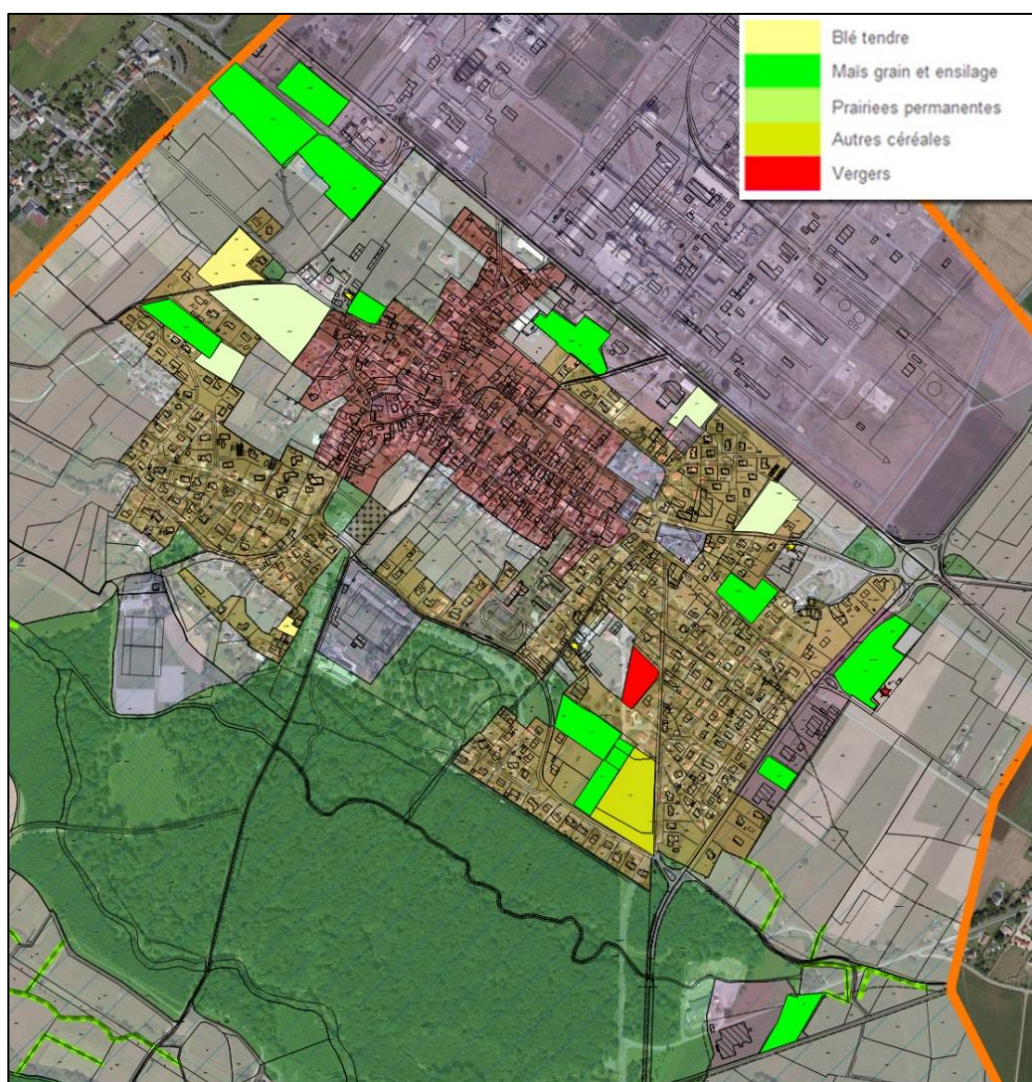 Blé tendre
Maïs grain et ensilage
Prairiees permanentes
Autres céréales
Vergers